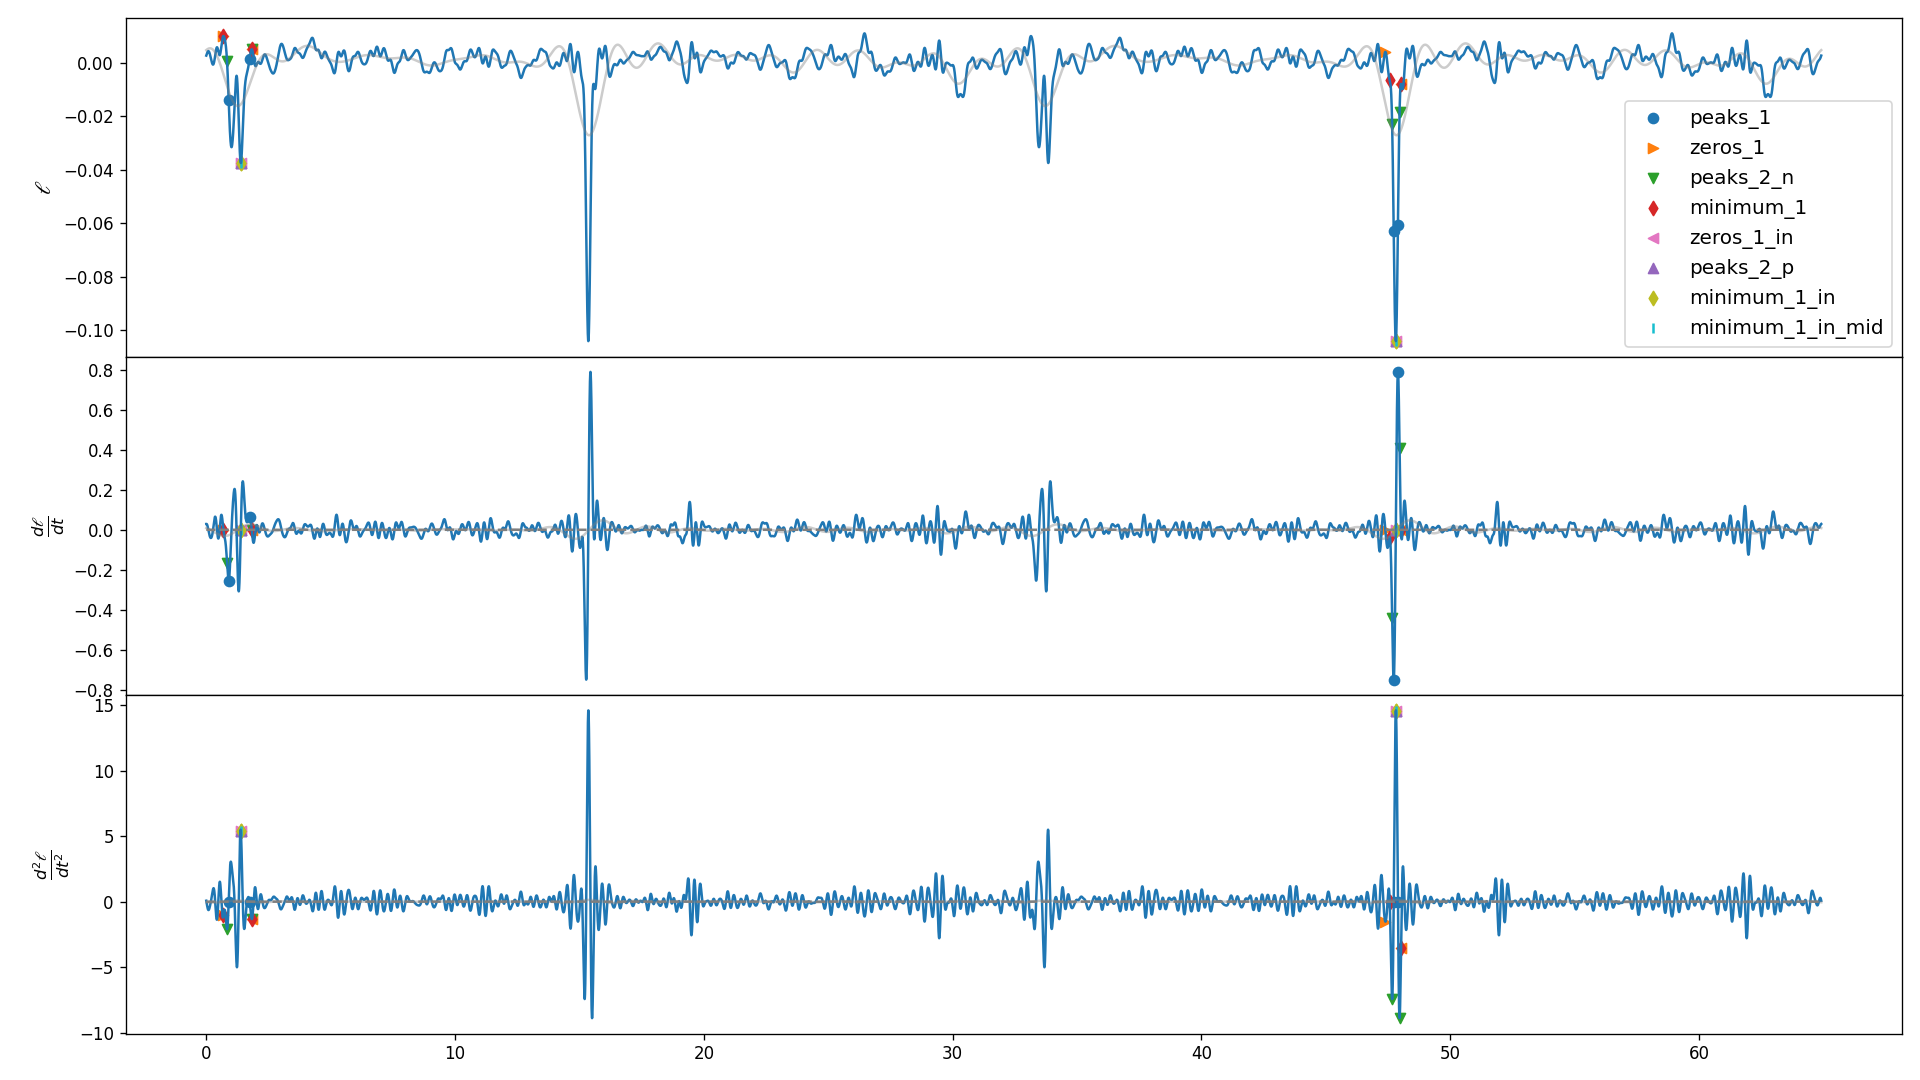 0.00
−0.02
−0.04
−0.06
−0.08
−0.10
ℓ
peaks_1
zeros_1
peaks_2_n
minimum_1
zeros_1_in
peaks_2_p
minimum_1_in
minimum_1_in_mid
0.8
0.6
0.4
0.2
0.0
−0.2
−0.4
−0.6
−0.8
dℓ
dt
15
10
5
0
−5
−10
d²ℓ
dt²
0 10 20 30 40 50 60